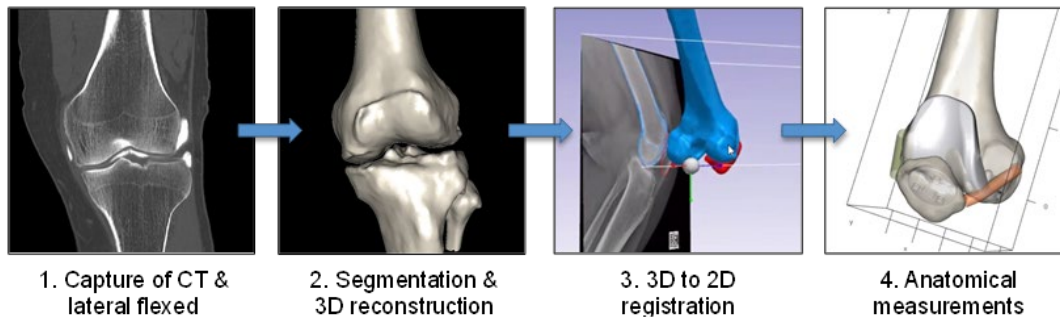 1. Capture of CT &
lateral flexed
2. Segmentation &
3D reconstruction
3. 3D to 2D
registration
4. Anatomical
measurements